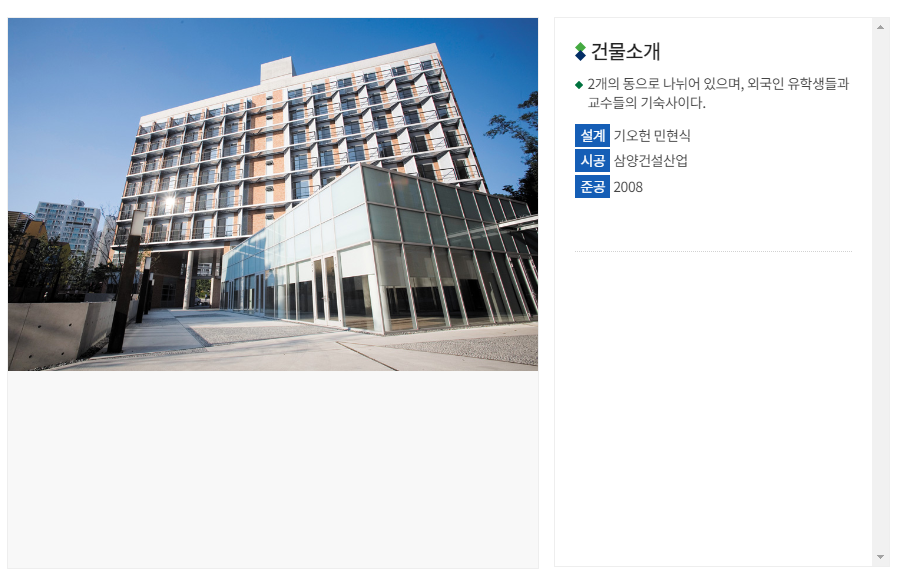 건물소개
2개의 동으로 나뉘어 있으며, 외국인 유학생들과
교수들의 기숙사이다.
설계 기오헌 민현식
시공 삼양건설산업
준공 2008